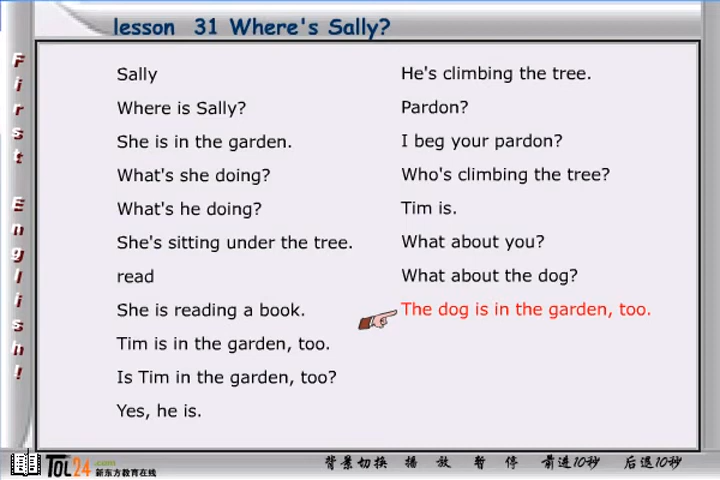 lesson 31 Where's Sally?
First English!
Sally
Where is Sally?
She is in the garden.
What's she doing?
What's he doing?
She's sitting under the tree.
read
She is reading a book.
Tim is in the garden, too.
Is Tim in the garden, too?
Yes, he is.
He's climbing the tree.
Pardon?
I beg your pardon?
Who's climbing the tree?
Tim is.
What about you?
What about the dog?
The dog is in the garden, too.
TOL24.com
新东方教育在线
背景切换 播放 暂停 前进10秒 后退10秒